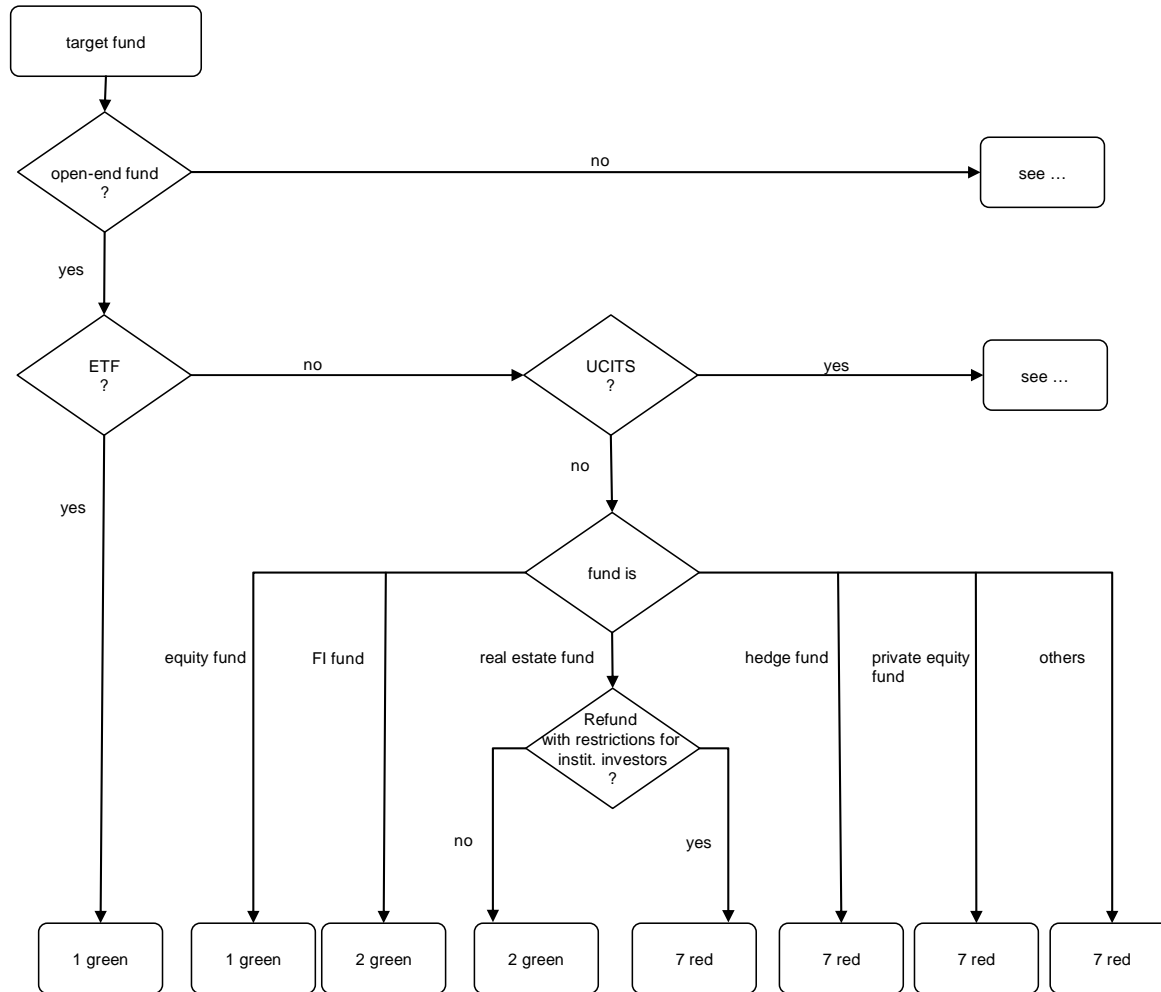 target fund
open-end fund
?
no
see …
yes
ETF
?
no
UCITS
?
yes
see …
no
yes
fund is
equity fund
FI fund
real estate fund
hedge fund
private equity
fund
others
Refund
with restrictions for
instit. investors
?
no
yes
1 green
1 green
2 green
2 green
7 red
7 red
7 red
7 red